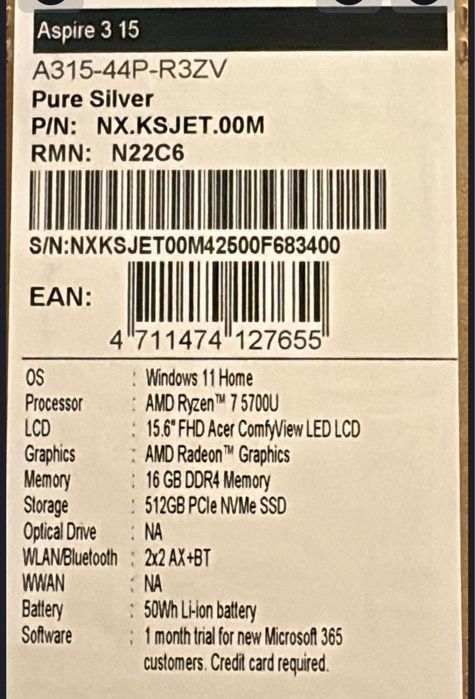 Aspire 3 15
A315-44P-R3ZV
Pure Silver
P/N: NX.KSJET.00M
RMN: N22C6
S/N:NXKSJET00M42500F683400
EAN:
4 711474 127655
OS : Windows 11 Home
Processor : AMD Ryzen™ 7 5700U
LCD : 15.6" FHD Acer ComfyView LED LCD
Graphics : AMD Radeon™ Graphics
Memory : 16 GB DDR4 Memory
Storage : 512GB PCIe NVMe SSD
Optical Drive : NA
WLAN/Bluetooth : 2x2 AX+BT
WWAN : NA
Battery : 50Wh Li-ion battery
Software : 1 month trial for new Microsoft 365
customers. Credit card required.